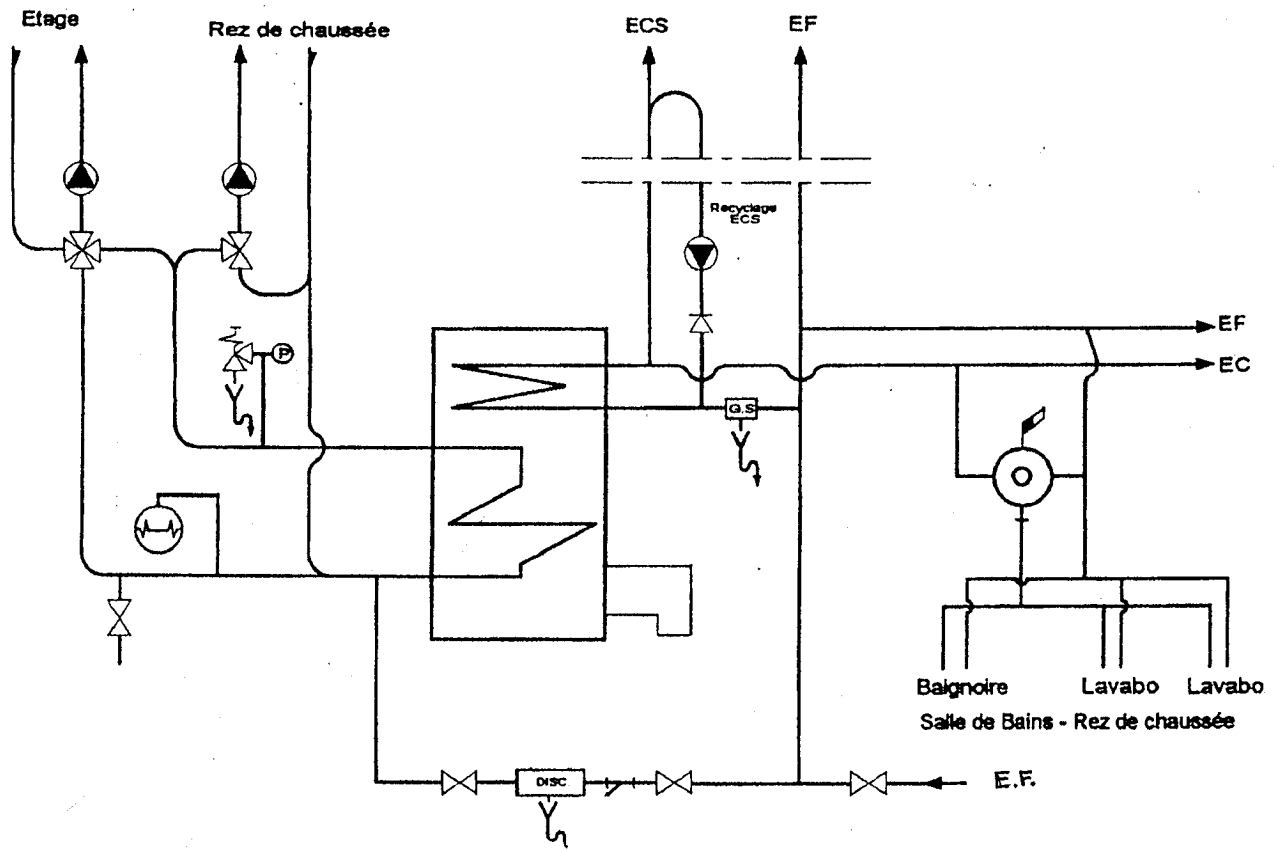 Etage
Rez de chaussée
ECS
EF
Recyclage
ECS
EF
EC
P
G.S
Baignoire
Lavabo
Lavabo
Salle de Bains - Rez de chaussée
DISC
E.F.